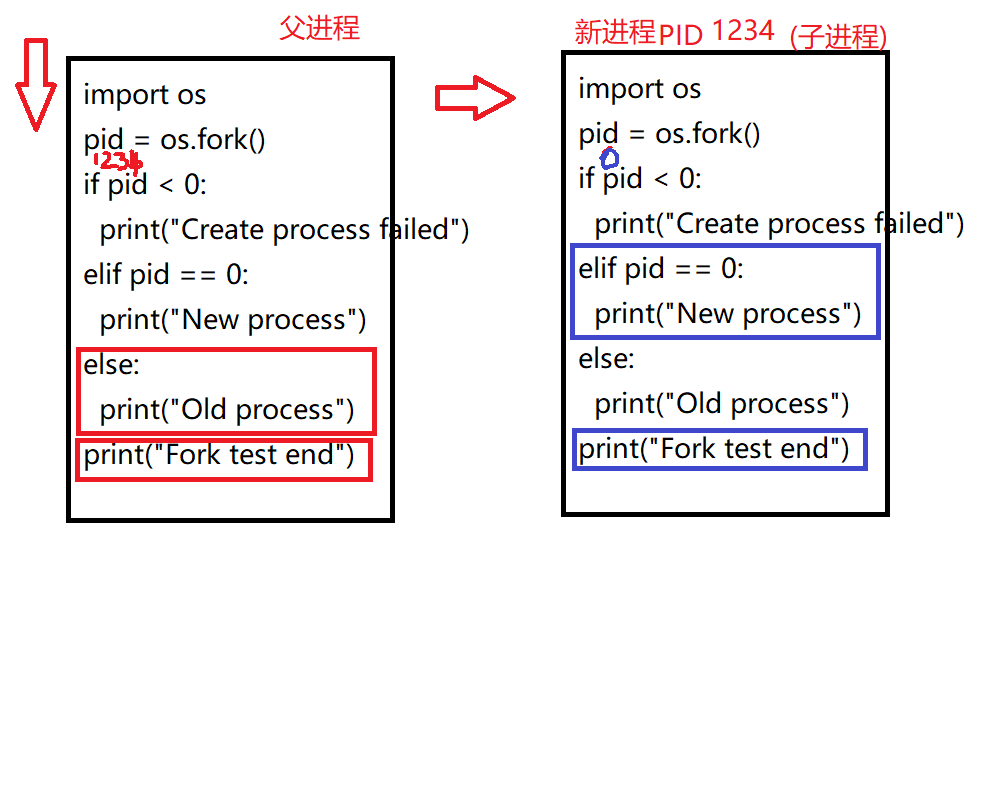 父进程
import os
pid = os.fork()
1234
if pid < 0:
print("Create process failed")
elif pid == 0:
print("New process")
else:
print("Old process")
print("Fork test end")
新进程PID 1234 (子进程)
import os
pid = os.fork()
0
if pid < 0:
print("Create process failed")
elif pid == 0:
print("New process")
else:
print("Old process")
print("Fork test end")